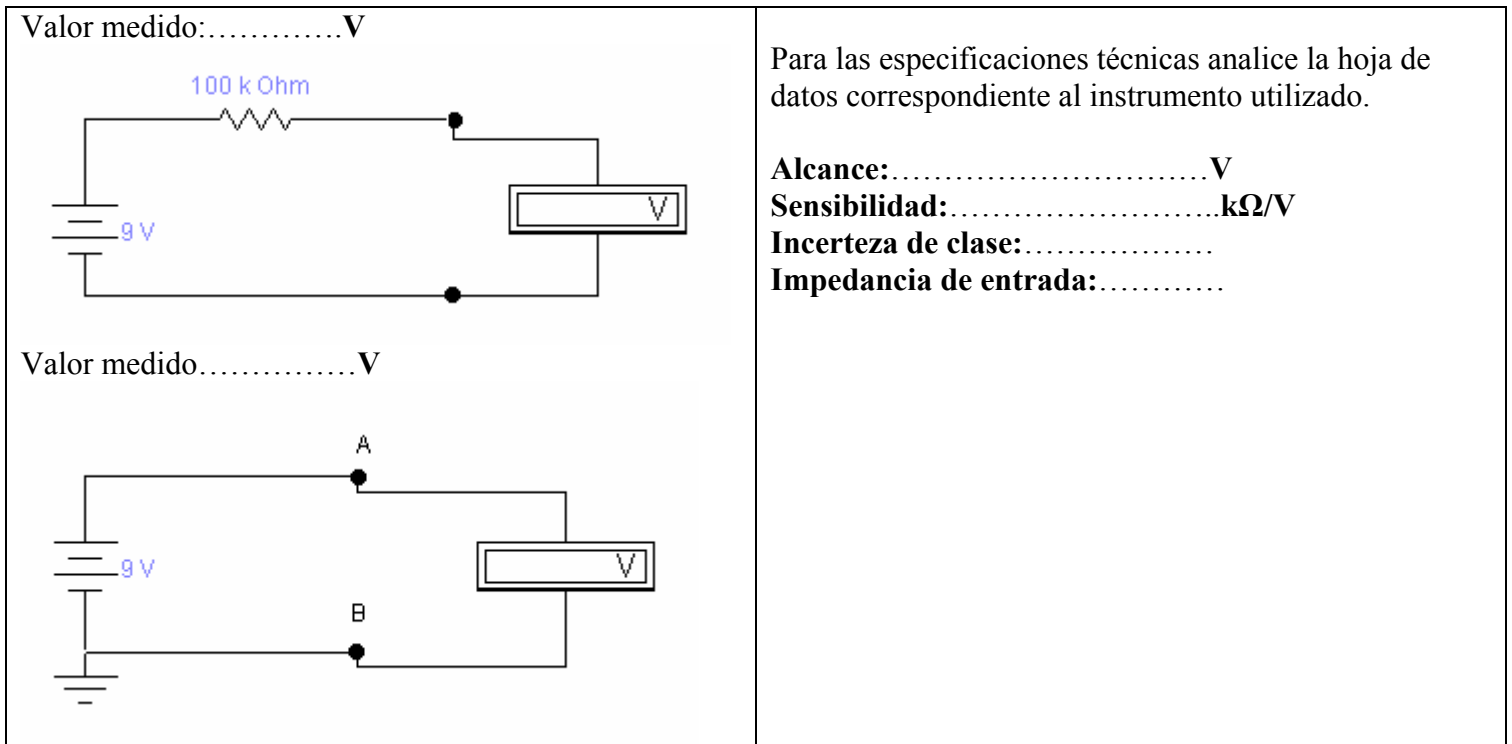 Valor medido:………….V
100 k Ohm
V
9 V
Valor medido……………V
A
9 V
V
B
Para las especificaciones técnicas analice la hoja de
datos correspondiente al instrumento utilizado.
Alcance:………………………….V
Sensibilidad:……………………..kΩ/V
Incerteza de clase:………………
Impedancia de entrada:…………